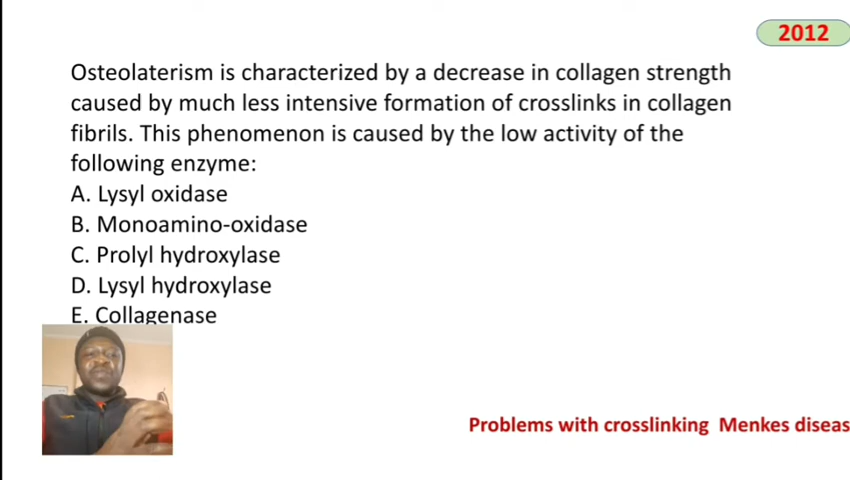 2012
Osteolaterism is characterized by a decrease in collagen strength
caused by much less intensive formation of crosslinks in collagen
fibrils. This phenomenon is caused by the low activity of the
following enzyme:
A. Lysyl oxidase
B. Monoamino-oxidase
C. Prolyl hydroxylase
D. Lysyl hydroxylase
E. Collagenase
Problems with crosslinking Menkes diseas